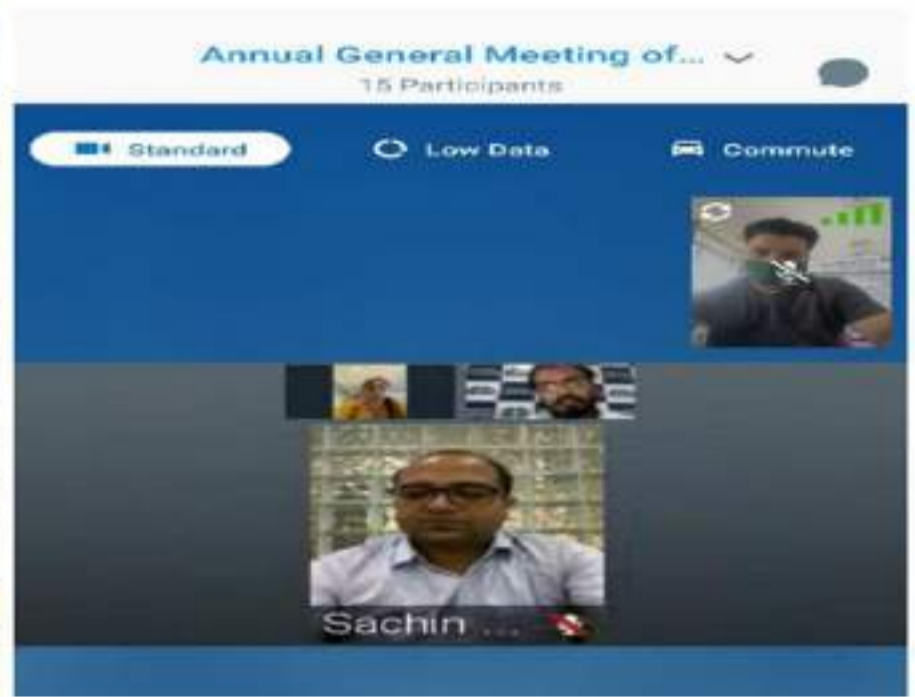 Annual General Meeting of...
15 Participants
Standard
Low Data
Commute
Sachin ...